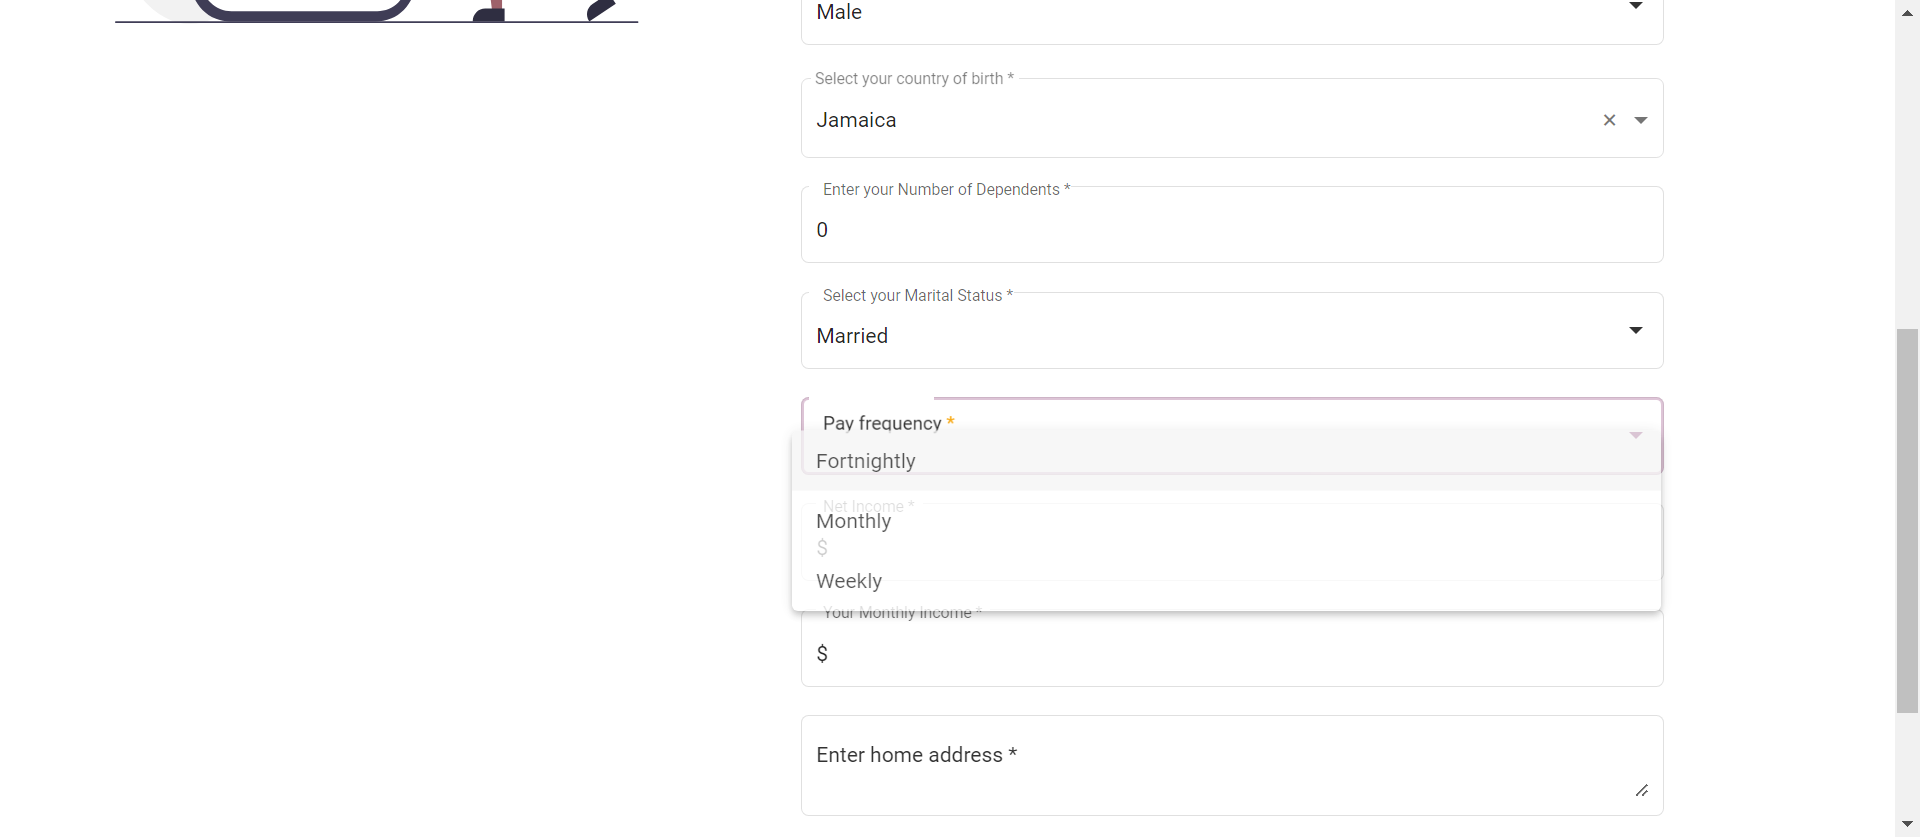 Male
Select your country of birth *
Jamaica
Enter your Number of Dependents *
0
Select your Marital Status *
Married
Pay frequency *
Fortnightly
Net Income *
Monthly
$
Weekly
Your Monthly Income *
$
Enter home address *